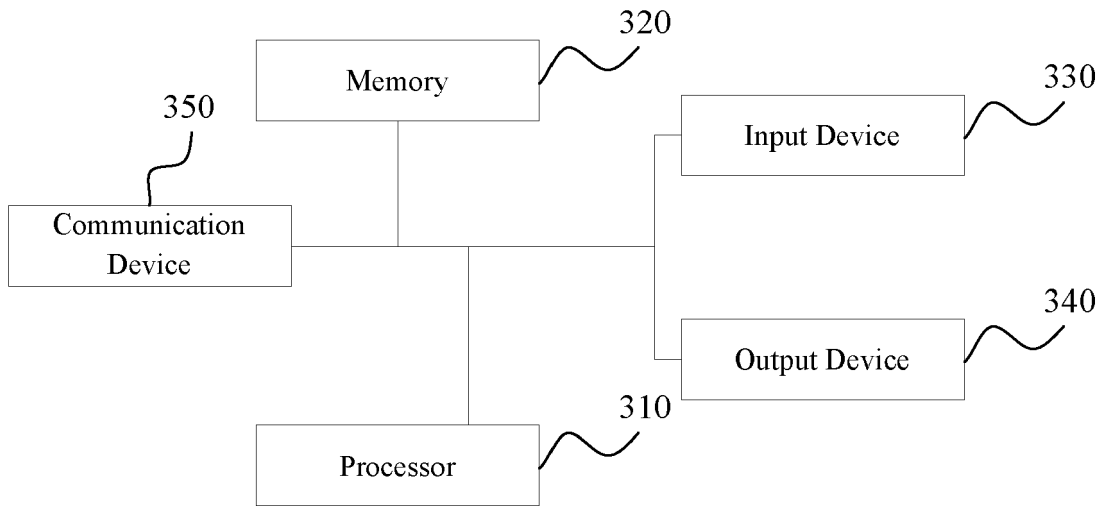 320
Memory
330
350
Input Device
Communication
Device
340
Output Device
310
Processor